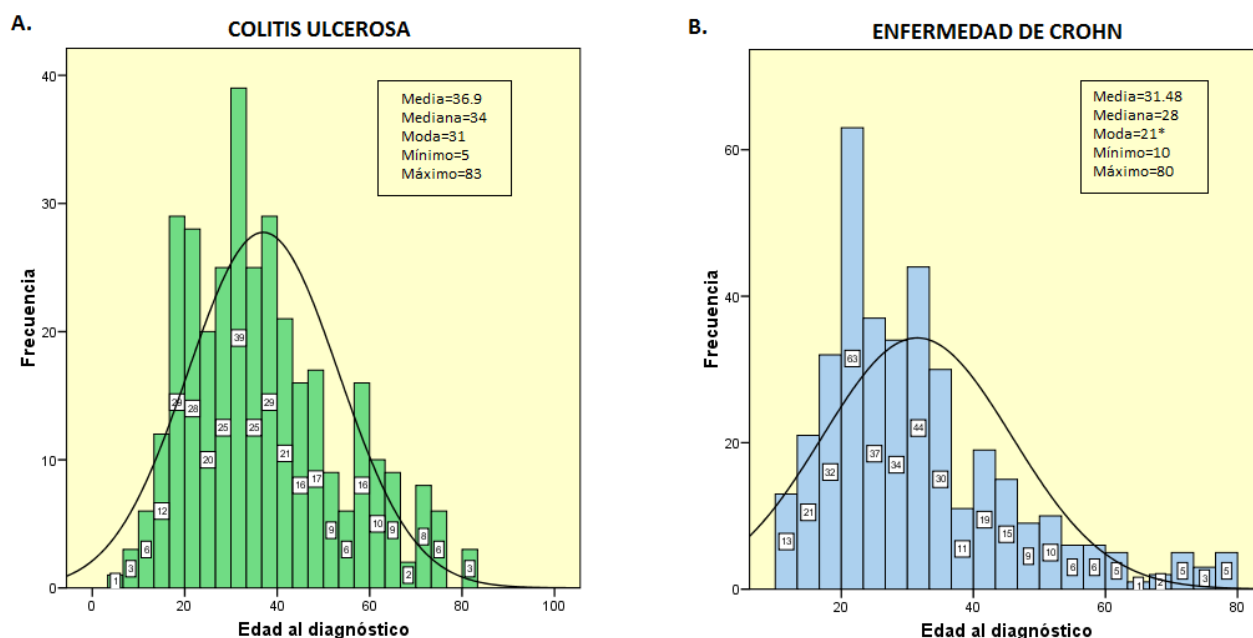 A.
COLITIS ULCEROSA
Media=36.9
Mediana=34
Moda=31
Mínimo=5
Máximo=83
Frecuencia
40
30
20
10
0
1
3
6
12
29
28
20
25
39
25
29
21
16
17
9
6
16
10
9
2
8
6
3
0 20 40 60 80 100
Edad al diagnóstico
B.
ENFERMEDAD DE CROHN
Media=31.48
Mediana=28
Moda=21*
Mínimo=10
Máximo=80
Frecuencia
60
40
20
0
13
21
32
63
37
34
44
30
11
19
15
9
10
6
6
5
1
2
5
3
5
20 40 60 80
Edad al diagnóstico